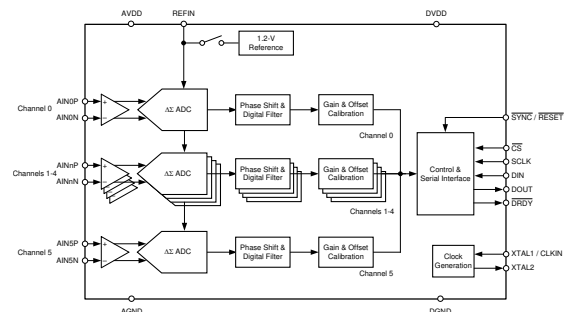 AVDD
REFIN
DVDD
1.2-V
Reference
Channel 0
AIN0P
AIN0N
+
−
ΔΣ ADC
Phase Shift &
Digital Filter
Gain & Offset
Calibration
Channel 0
Channels 1-4
AINnP
AINnN
+
−
ΔΣ ADC
Phase Shift &
Digital Filter
Gain & Offset
Calibration
Channels 1-4
Channel 5
AIN5P
AIN5N
+
−
ΔΣ ADC
Phase Shift &
Digital Filter
Gain & Offset
Calibration
Channel 5
Control &
Serial Interface
SYNC / RESET
CS
SCLK
DIN
DOUT
DRDY
Clock
Generation
XTAL1 / CLKIN
XTAL2
AGND
DGND